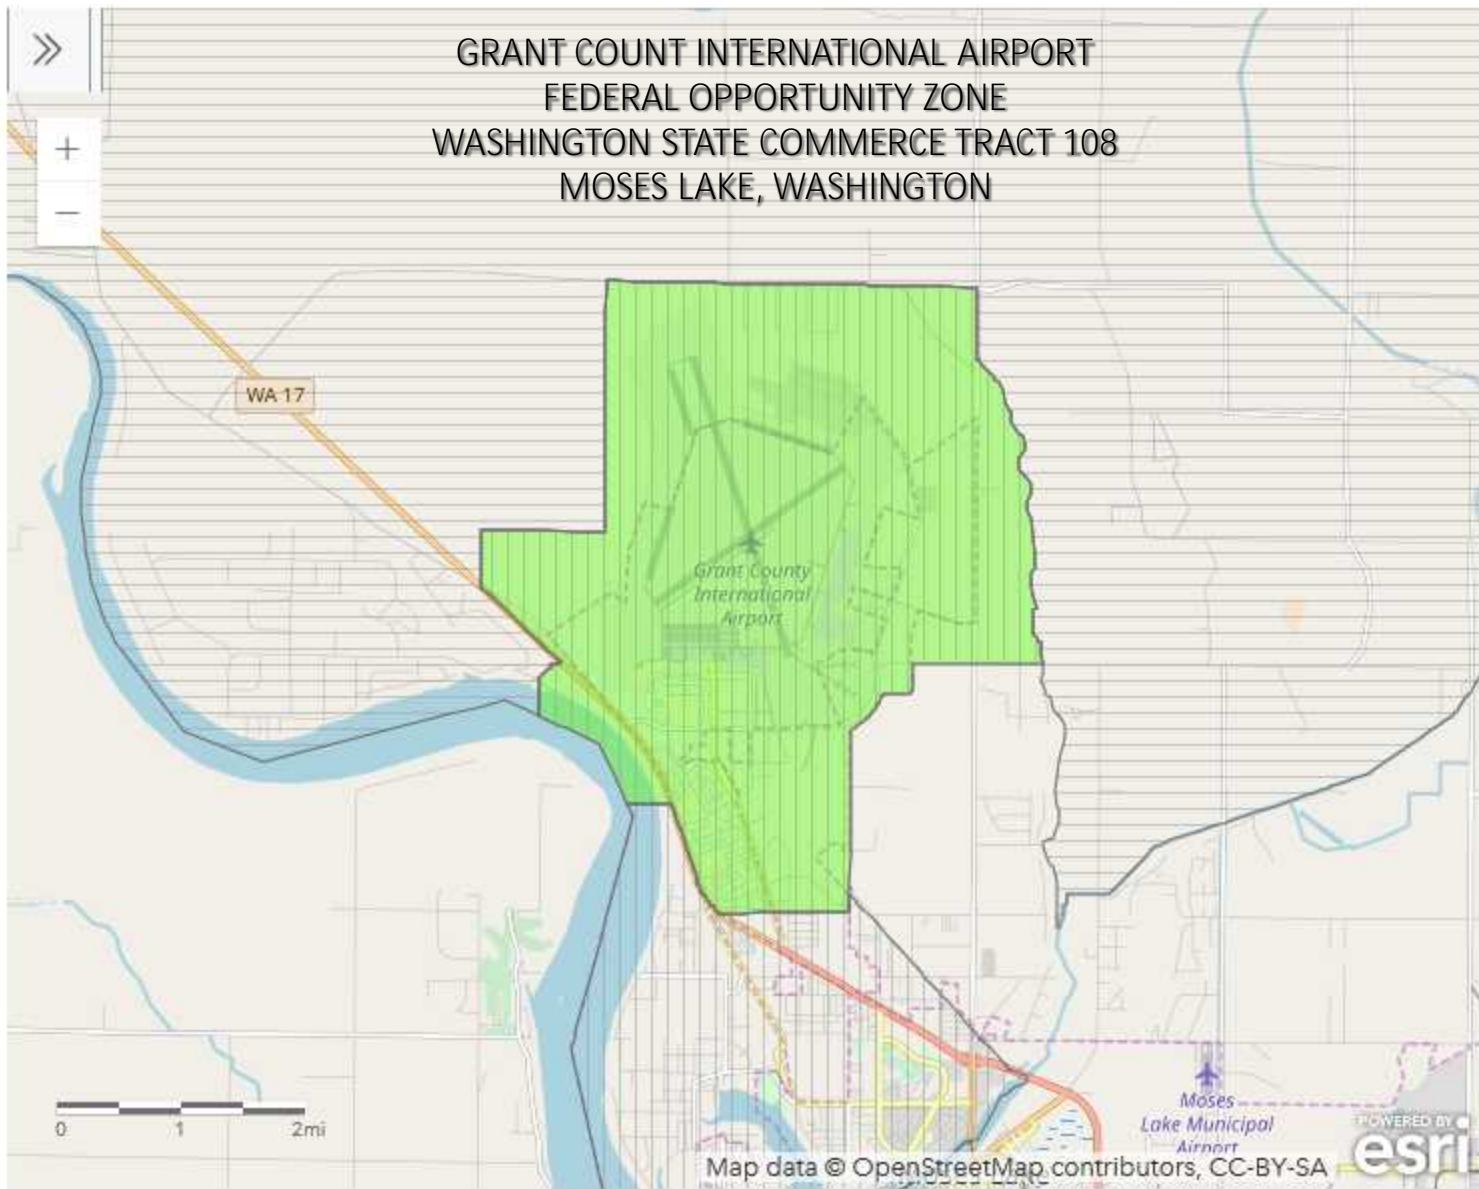 GRANT COUNT INTERNATIONAL AIRPORT
FEDERAL OPPORTUNITY ZONE
WASHINGTON STATE COMMERCE TRACT 108
MOSES LAKE, WASHINGTON
+
−
WA 17
Grant County
International
Airport
Moses
Lake Municipal
Airport
0 1 2mi
POWERED BY
esri
Map data © OpenStreetMap contributors, CC-BY-SA